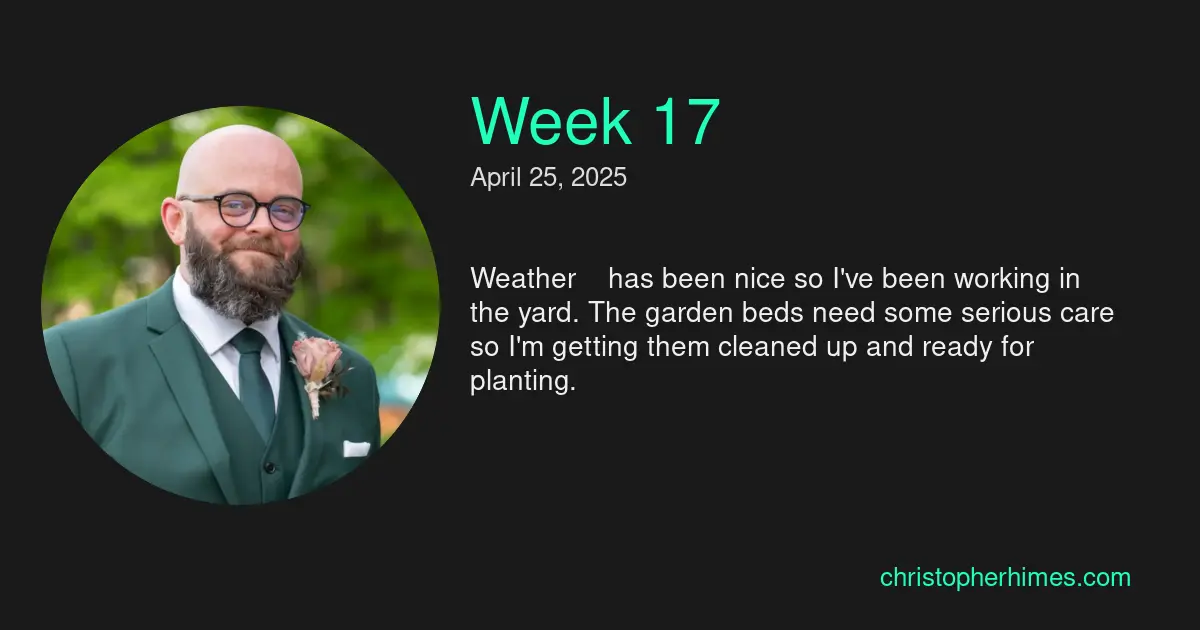 Week 17
April 25, 2025
Weather has been nice so I've been working in
the yard. The garden beds need some serious care
so I'm getting them cleaned up and ready for
planting.
christopherhimes.com